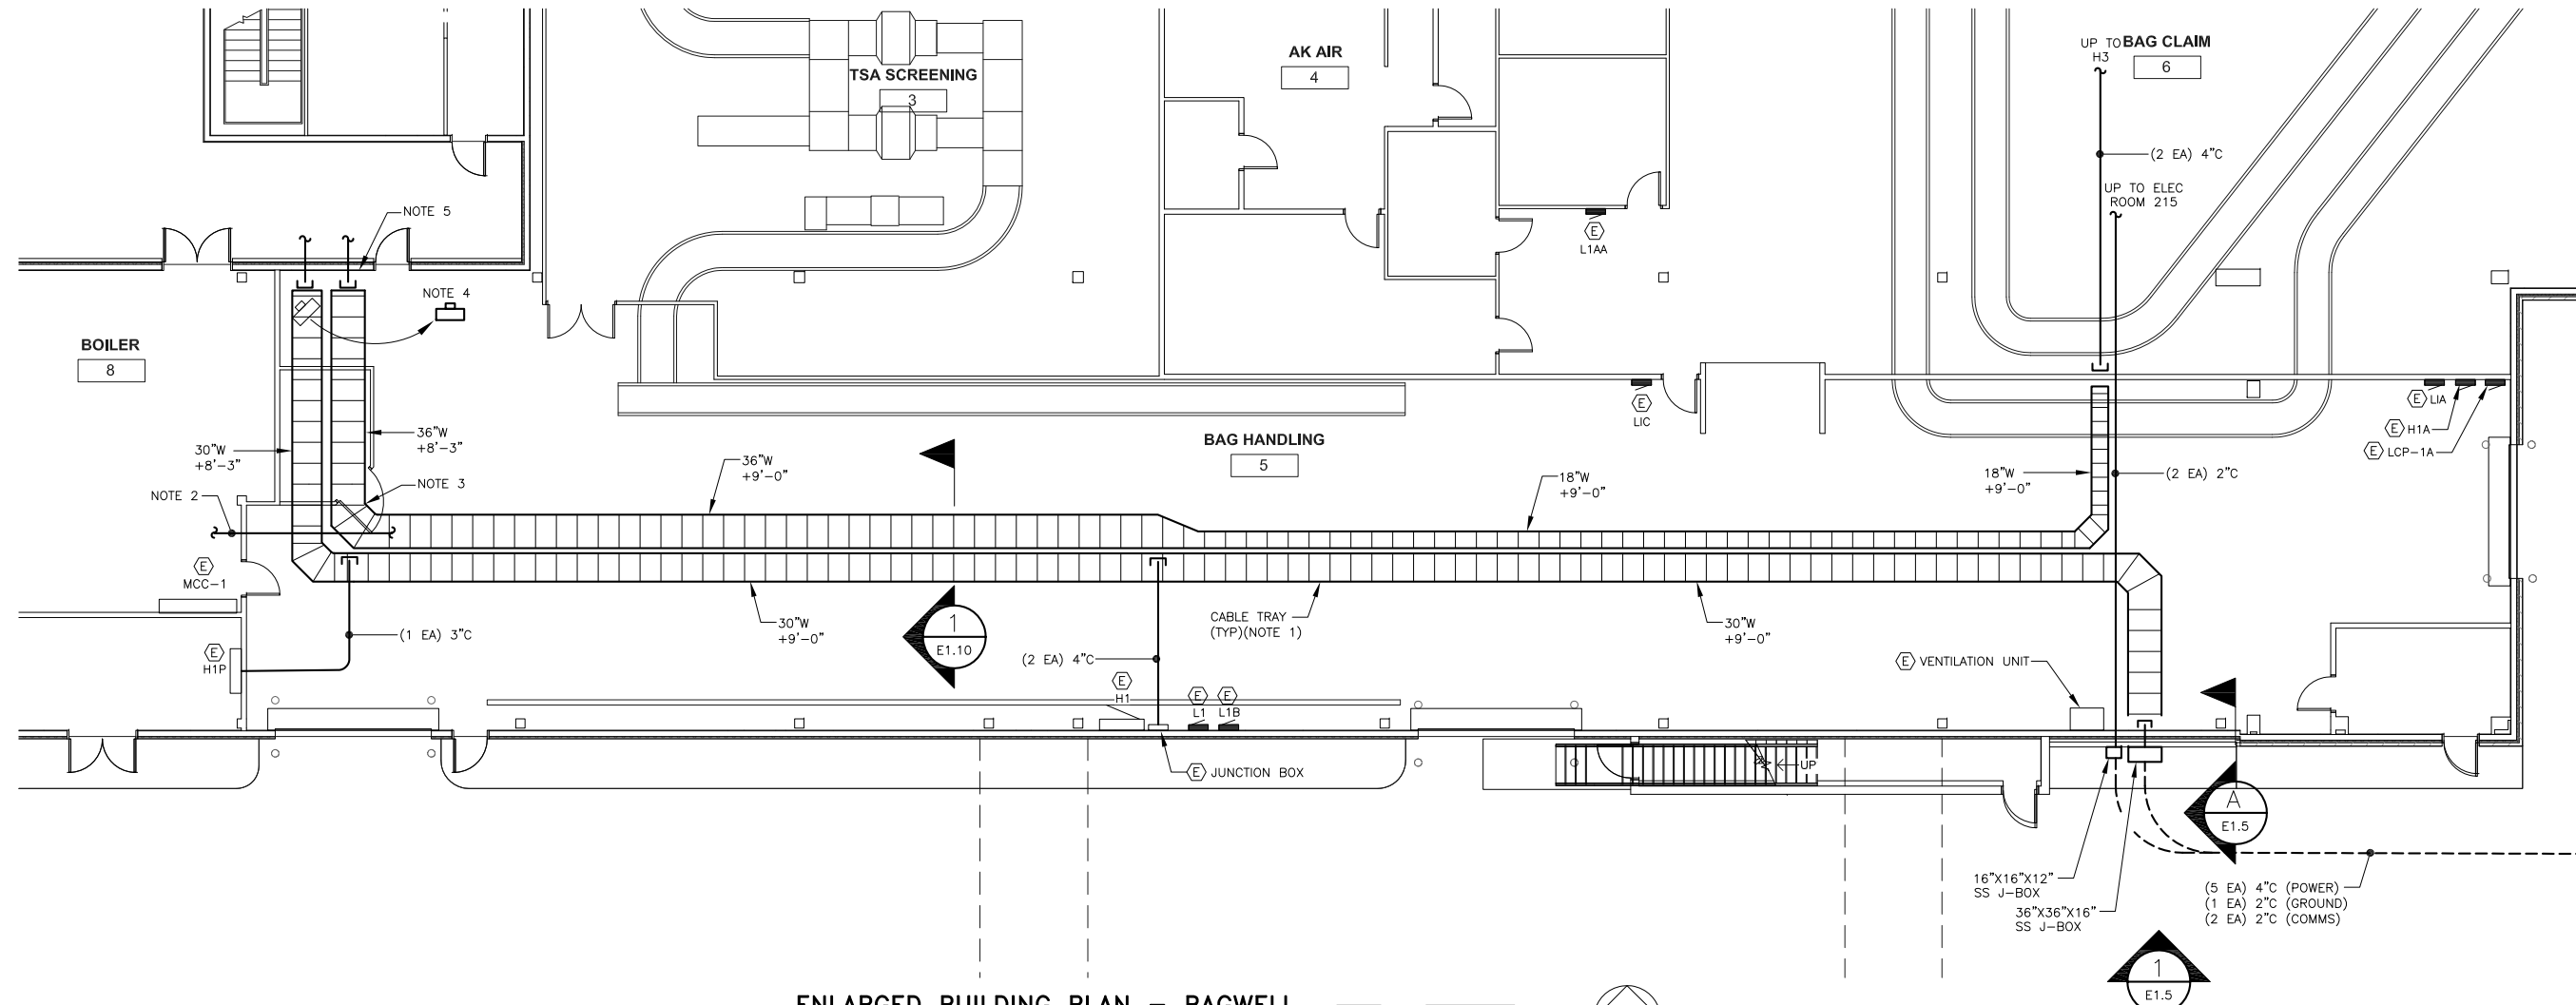 UP TO
H3
BAG CLAIM
6
TSA SCREENING
3
AK AIR
4
(2 EA) 4"C
UP TO ELEC
ROOM 215
NOTE 5
E
L1AA
NOTE 4
BOILER
8
E
LIC
E LIA
E H1A
E LCP-1A
BAG HANDLING
5
30"W
+8'-3"
36"W
+8'-3"
NOTE 3
NOTE 2
36"W
+9'-0"
18"W
+9'-0"
18"W
+9'-0"
(2 EA) 2"C
E
MCC-1
30"W
+9'-0"
CABLE TRAY
(TYP)(NOTE 1)
30"W
+9'-0"
(1 EA) 3"C
1
E1.10
(2 EA) 4"C
E
H1P
E VENTILATION UNIT
E
H1
E
L1
E
L1B
E JUNCTION BOX
UP
A
E1.5
16"X16"X12"
SS J-BOX
36"X36"X16"
SS J-BOX
(5 EA) 4"C (POWER)
(1 EA) 2"C (GROUND)
(2 EA) 2"C (COMMS)
1
E1.5
ENLARGED BUILDING PLAN - BAGWELL